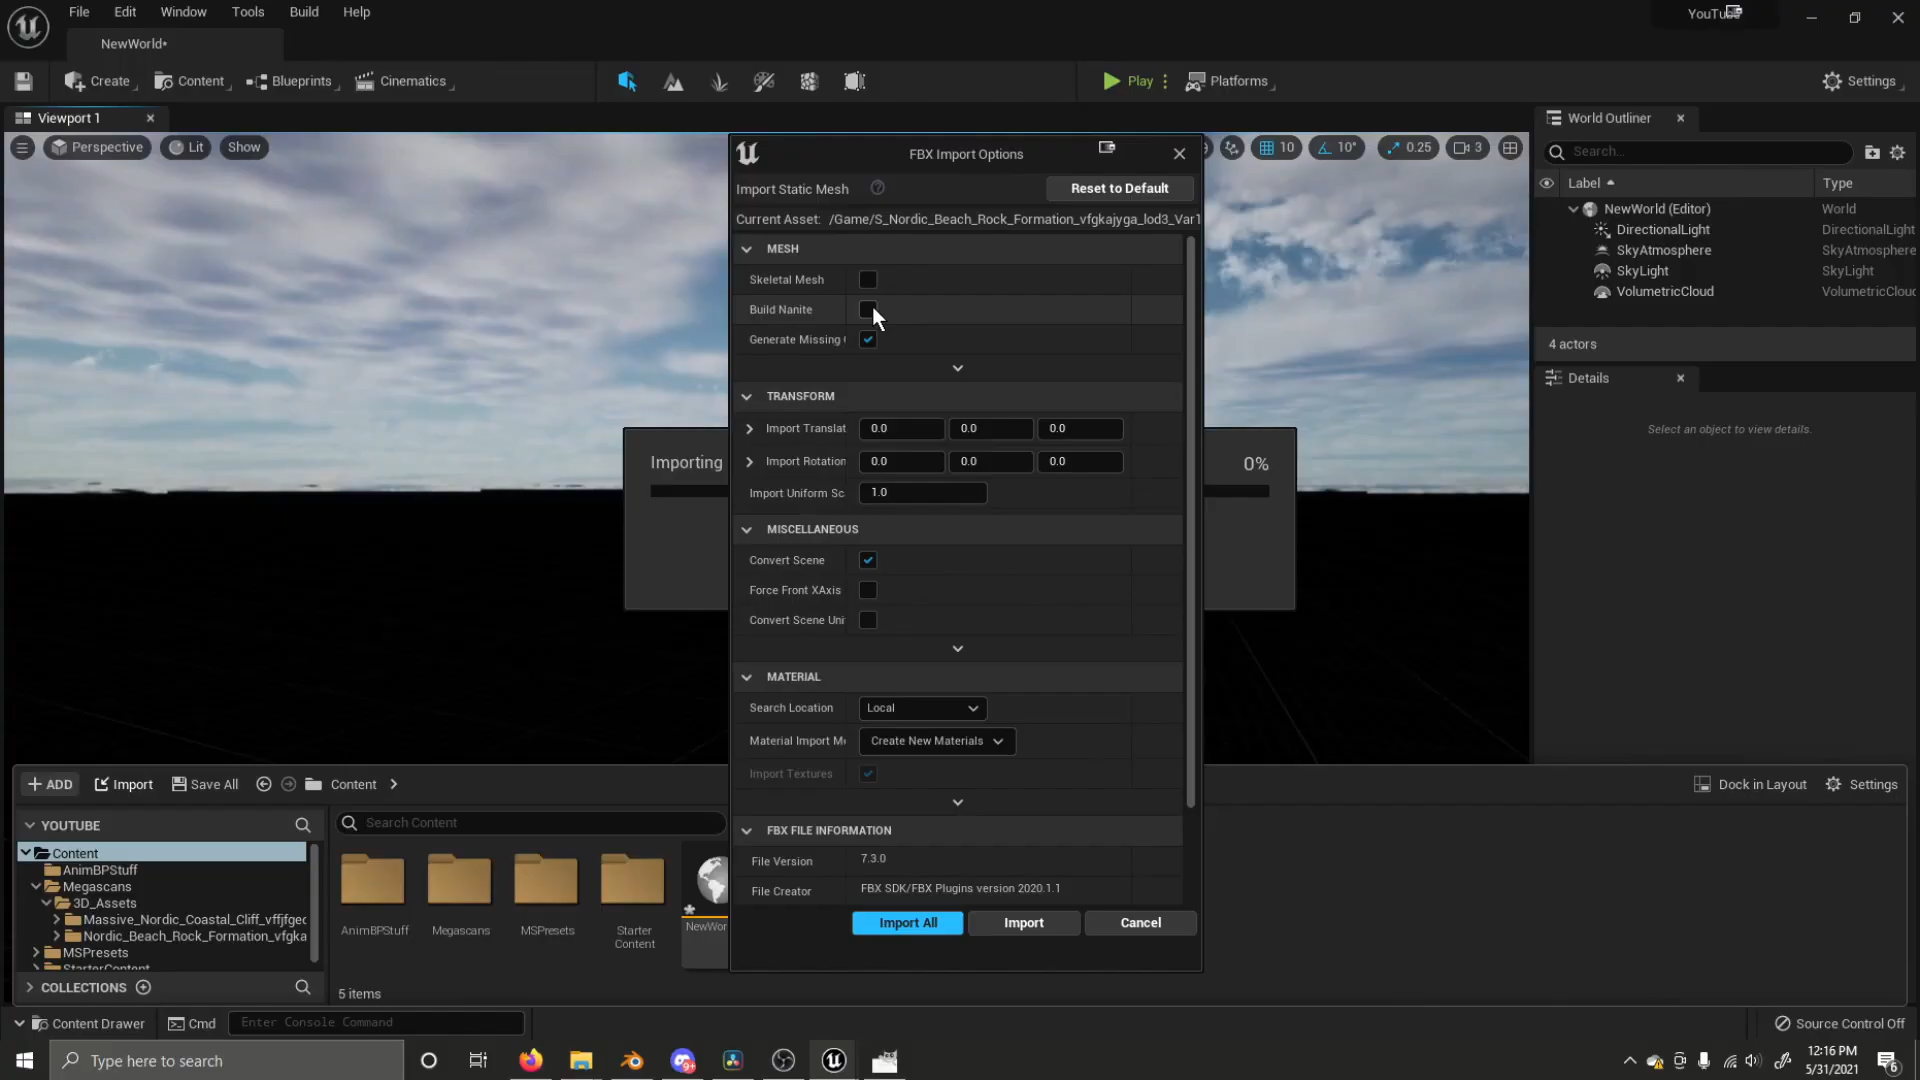 File Edit Window Tools Build Help
NewWorld•
Create Content Blueprints Cinematics Play Platforms Settings
Viewport 1
Perspective Lit Show 10 10° 0.25 3
FBX Import Options
Import Static Mesh Reset to Default
Current Asset: /Game/S_Nordic_Beach_Rock_Formation_vfgkajyga_lod3_Var1
MESH
Skeletal Mesh
Build Nanite
Generate Missing
TRANSFORM
Import Translat 0.0 0.0 0.0
Import Rotation 0.0 0.0 0.0
Import Uniform Sc 1.0
MISCELLANEOUS
Convert Scene
Force Front XAxis
Convert Scene Uni
MATERIAL
Search Location Local
Material Import Create New Materials
Import Textures
FBX FILE INFORMATION
File Version 7.3.0
File Creator FBX SDK/FBX Plugins version 2020.1.1
Import All Import Cancel
Importing 0%
World Outliner
Search...
Label Type
NewWorld (Editor) World
DirectionalLight DirectionalLight
SkyAtmosphere SkyAtmosphere
SkyLight SkyLight
VolumetricCloud VolumetricCloud
4 actors
Details
Select an object to view details.
ADD Import Save All Content Dock in Layout Settings
YOUTUBE
Content
AnimBPStuff
Megascans
3D_Assets
Massive_Nordic_Coastal_Cliff_vffjfgec
Nordic_Beach_Rock_Formation_vfgka
MSPresets
StarterContent
COLLECTIONS
Search Content
AnimBPStuff Megascans MSPresets Starter Content NewWor
5 items
Content Drawer Cmd Enter Console Command Source Control Off
Type here to search
9+
12:16 PM
5/31/2021
6